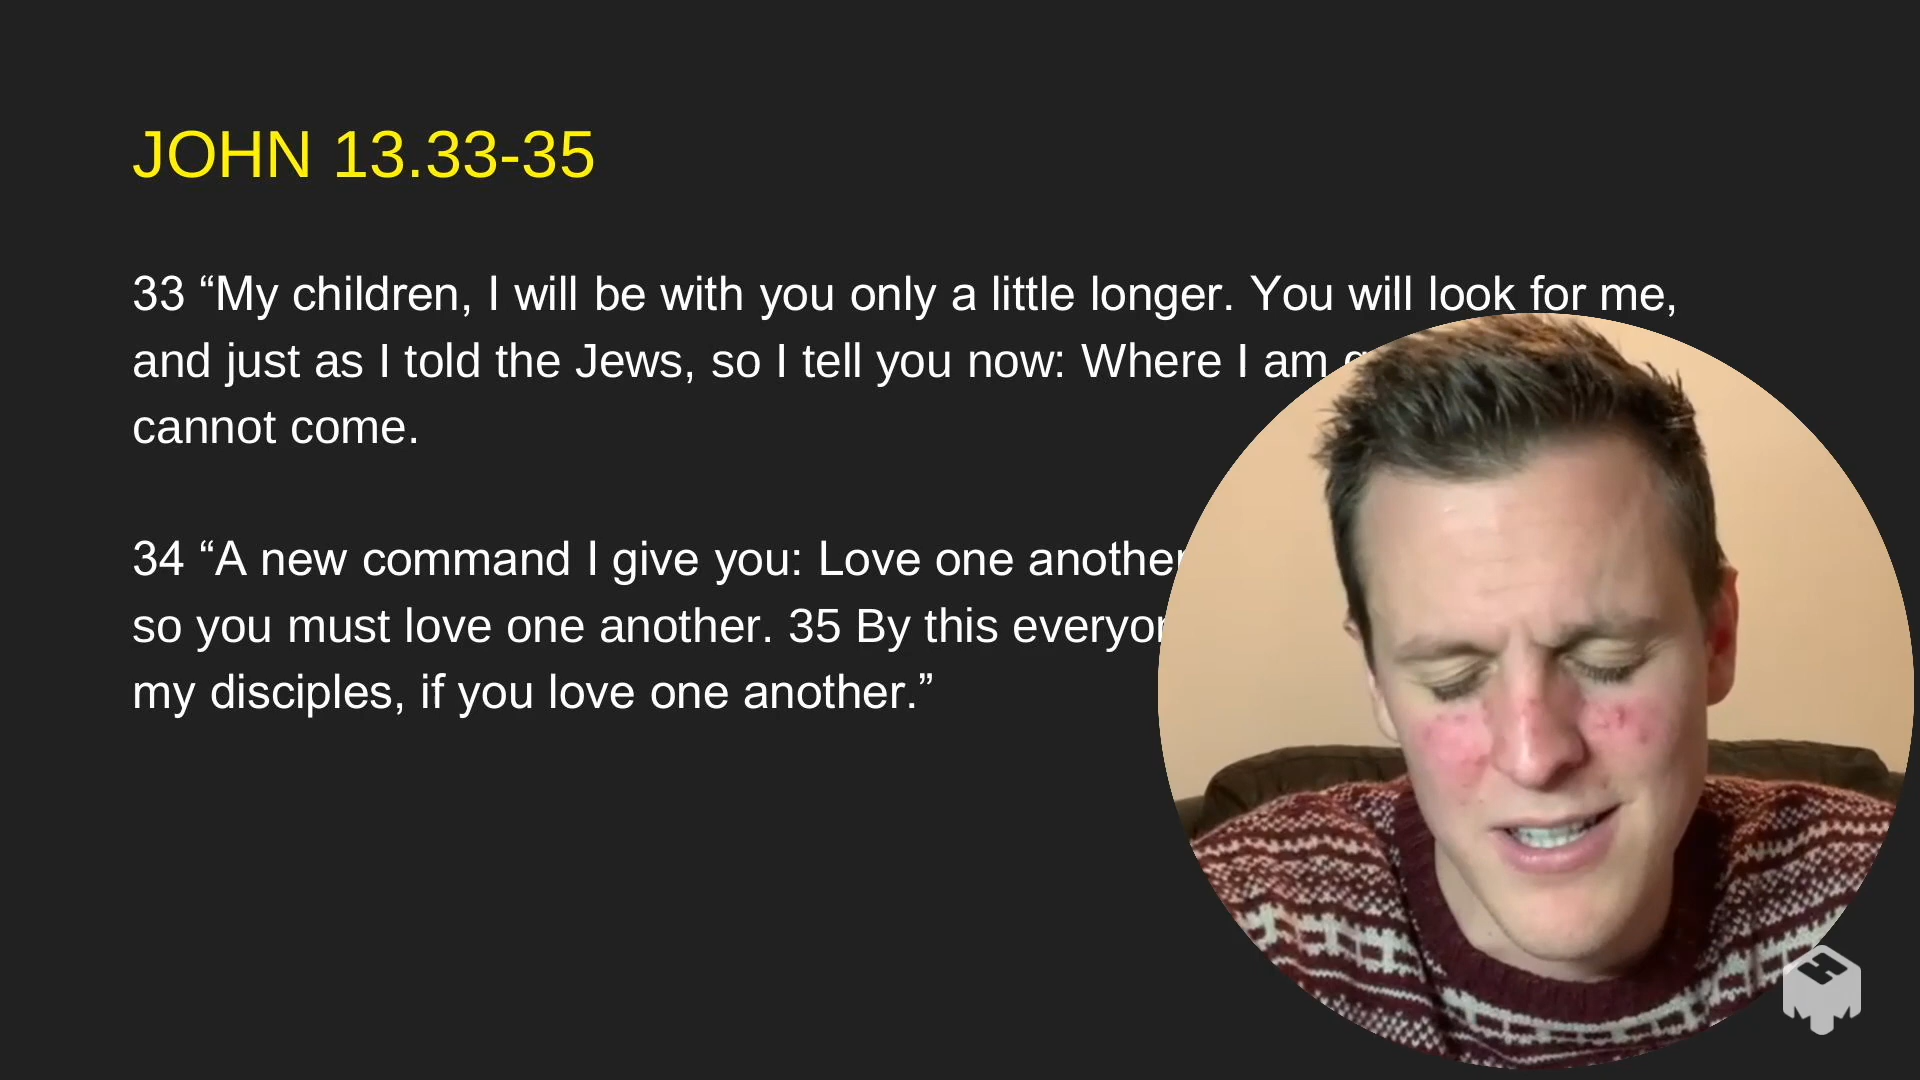 JOHN 13.33-35
33 “My children, I will be with you only a little longer. You will look for me,
and just as I told the Jews, so I tell you now: Where I am
cannot come.
34 “A new command I give you: Love one another
so you must love one another. 35 By this
my disciples, if you love one another.”